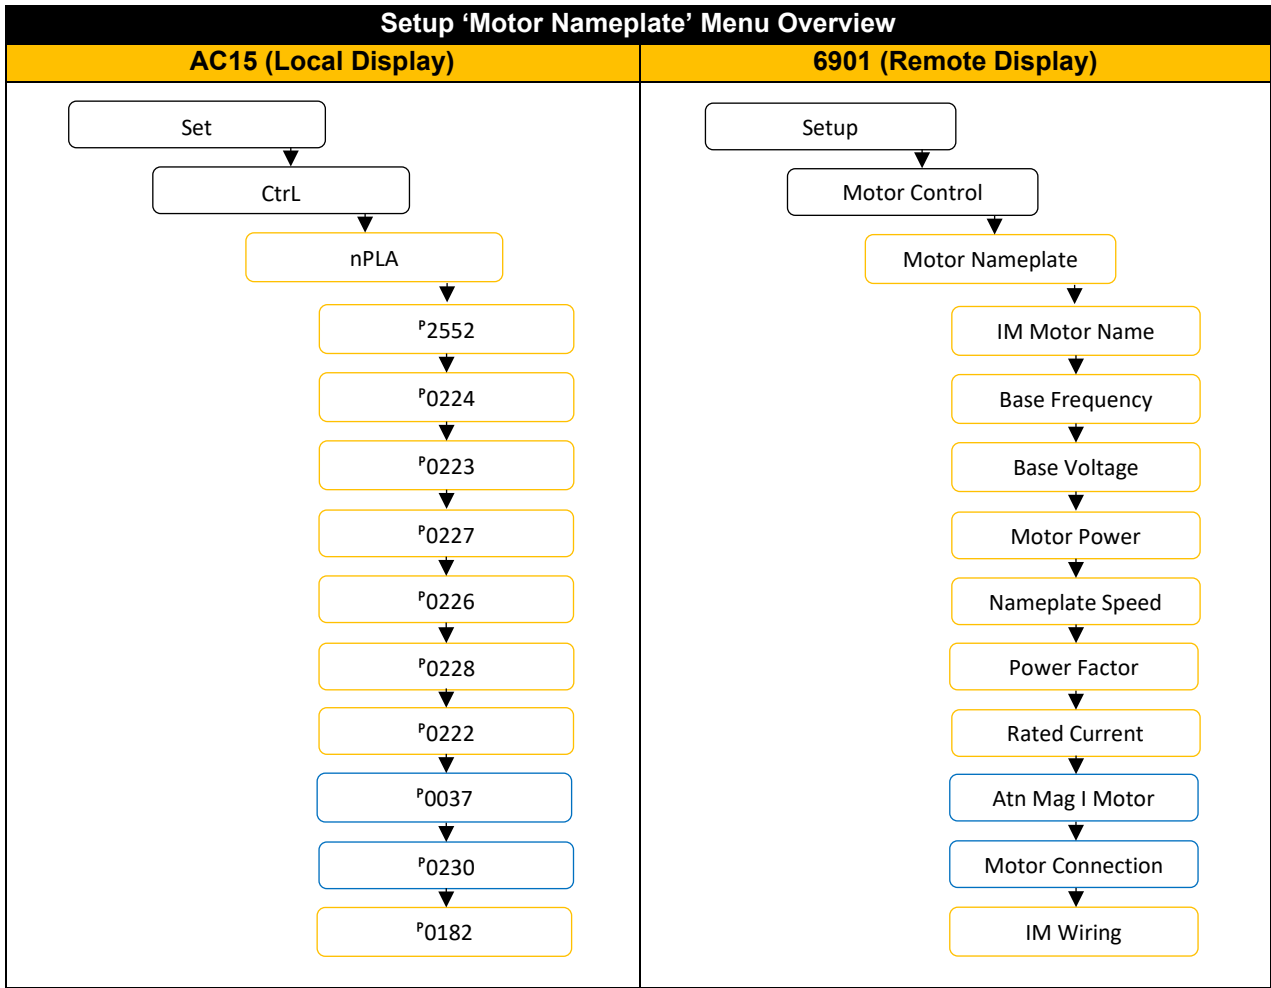 Setup ‘Motor Nameplate’ Menu Overview
AC15 (Local Display)
6901 (Remote Display)
Set
CtrL
nPLA
ᴾ2552
ᴾ0224
ᴾ0223
ᴾ0227
ᴾ0226
ᴾ0228
ᴾ0222
ᴾ0037
ᴾ0230
ᴾ0182
Setup
Motor Control
Motor Nameplate
IM Motor Name
Base Frequency
Base Voltage
Motor Power
Nameplate Speed
Power Factor
Rated Current
Atn Mag I Motor
Motor Connection
IM Wiring